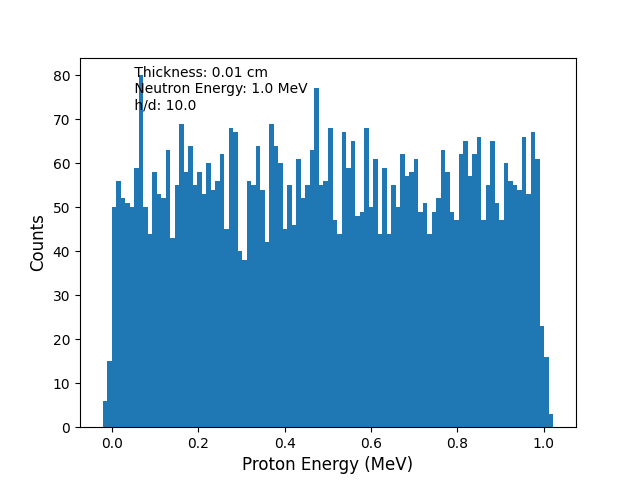 Thickness: 0.01 cm
Neutron Energy: 1.0 MeV
h/d: 10.0
80
70
60
50
40
30
20
10
0
Counts
0.0 0.2 0.4 0.6 0.8 1.0
Proton Energy (MeV)